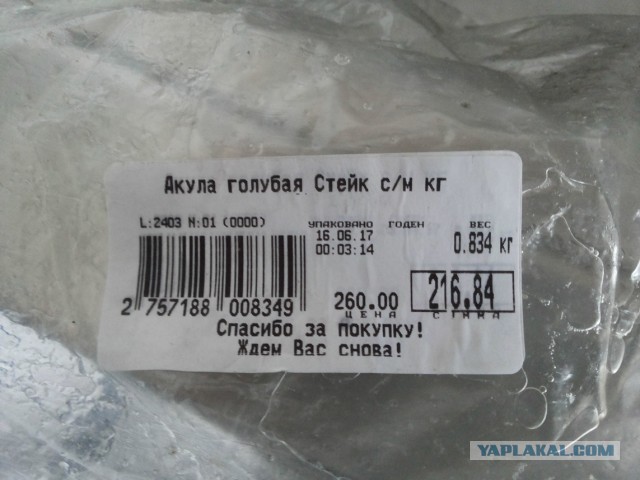 Акула голубая Стейк с/м кг
L:2403 N:01 (0000) УПАКОВАНО ГОДЕН ВЕС
16.06.17 0.834 кг
00:03:14
2 757188 008349 260.00 216.84
ЦЕНА
Спасибо за покупку!
Ждем Вас снова!
YAPLAKAL.COM